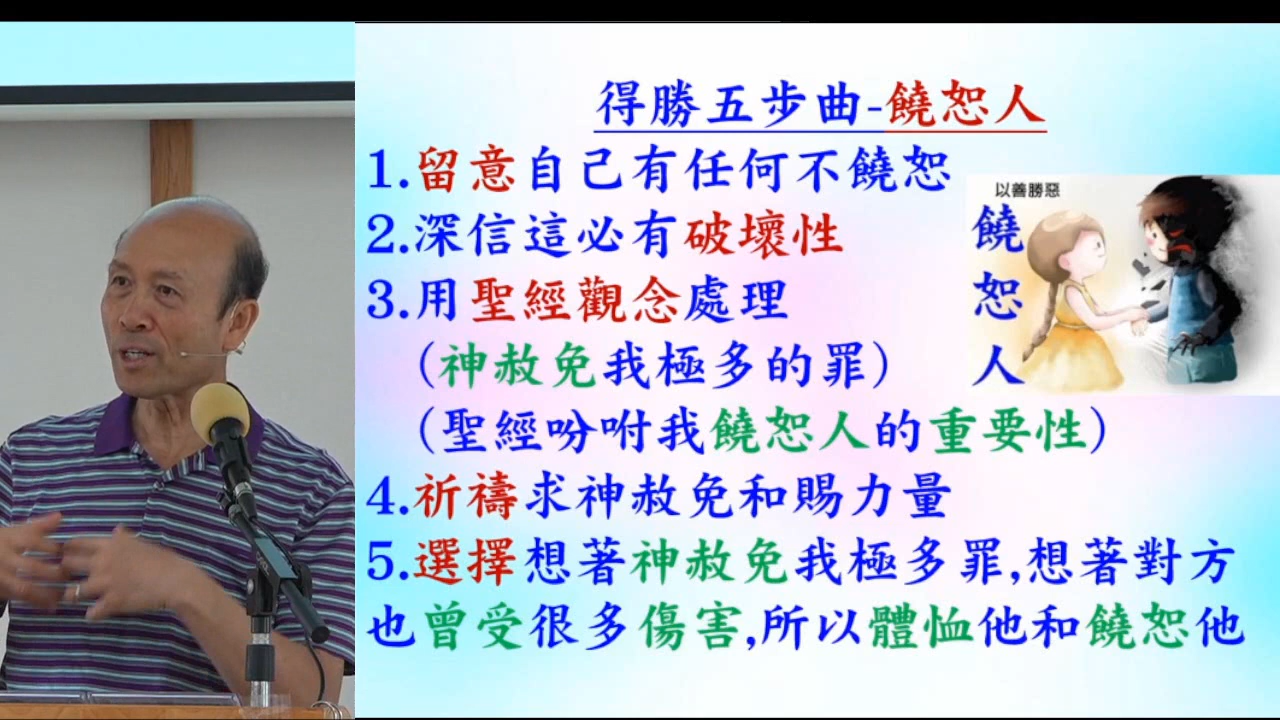 得勝五步曲-饒恕人
1.留意自己有任何不饒恕
2.深信這必有破壞性
3.用聖經觀念處理
(神赦免我極多的罪)
(聖經吩咐我饒恕人的重要性)
4.祈禱求神赦免和賜力量
5.選擇想著神赦免我極多罪,想著對方
也曾受很多傷害,所以體恤他和饒恕他
以善勝惡
饒
恕
人